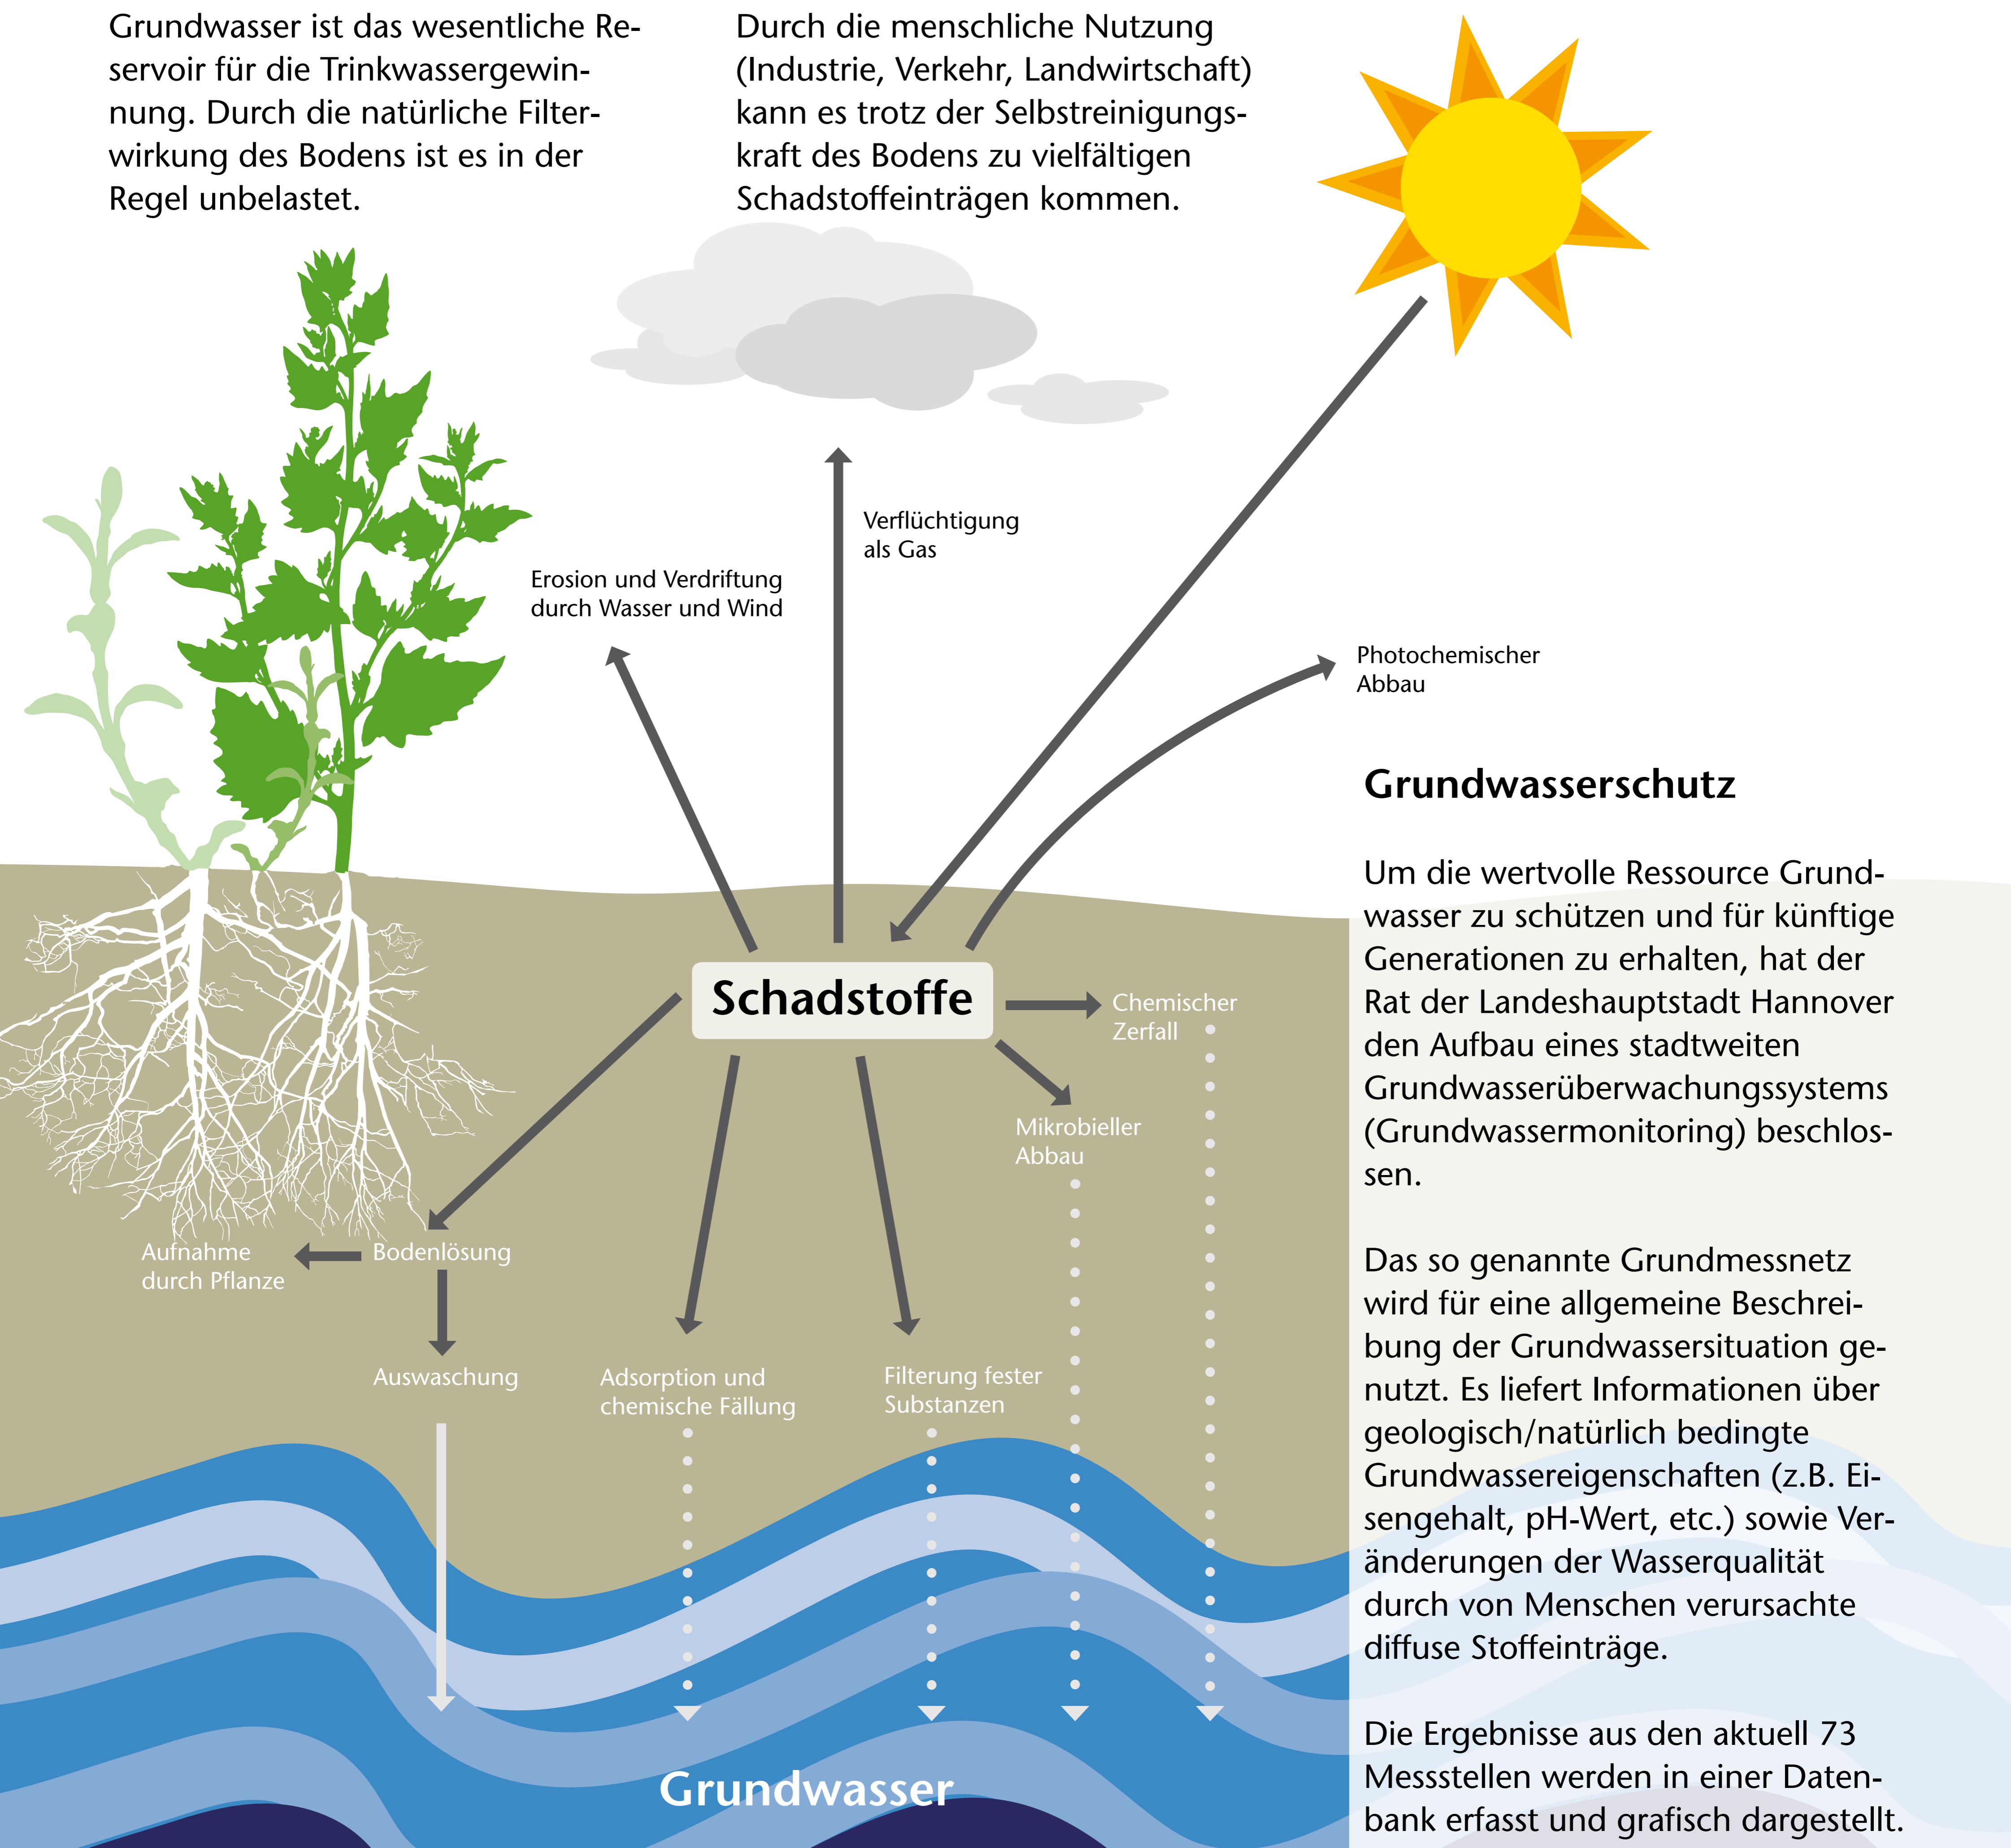 Grundwasser ist das wesentliche Re-
servoir für die Trinkwassergewin-
nung. Durch die natürliche Filter-
wirkung des Bodens ist es in der
Regel unbelastet.
Durch die menschliche Nutzung
(Industrie, Verkehr, Landwirtschaft)
kann es trotz der Selbstreinigungs-
kraft des Bodens zu vielfältigen
Schadstoffeinträgen kommen.
Verflüchtigung
als Gas
Erosion und Verdriftung
durch Wasser und Wind
Photochemischer
Abbau
Schadstoffe
Chemischer
Zerfall
Mikrobieller
Abbau
Aufnahme
durch Pflanze
Bodenlösung
Auswaschung
Adsorption und
chemische Fällung
Filterung fester
Substanzen
Grundwasser
Grundwasserschutz
Um die wertvolle Ressource Grund-
wasser zu schützen und für künftige
Generationen zu erhalten, hat der
Rat der Landeshauptstadt Hannover
den Aufbau eines stadtweiten
Grundwasserüberwachungssystems
(Grundwassermonitoring) beschlos-
sen.
Das so genannte Grundmessnetz
wird für eine allgemeine Beschrei-
bung der Grundwassersituation ge-
nutzt. Es liefert Informationen über
geologisch/natürlich bedingte
Grundwassereigenschaften (z.B. Ei-
sengehalt, pH-Wert, etc.) sowie Ver-
änderungen der Wasserqualität
durch von Menschen verursachte
diffuse Stoffeinträge.
Die Ergebnisse aus den aktuell 73
Messstellen werden in einer Daten-
bank erfasst und grafisch dargestellt.